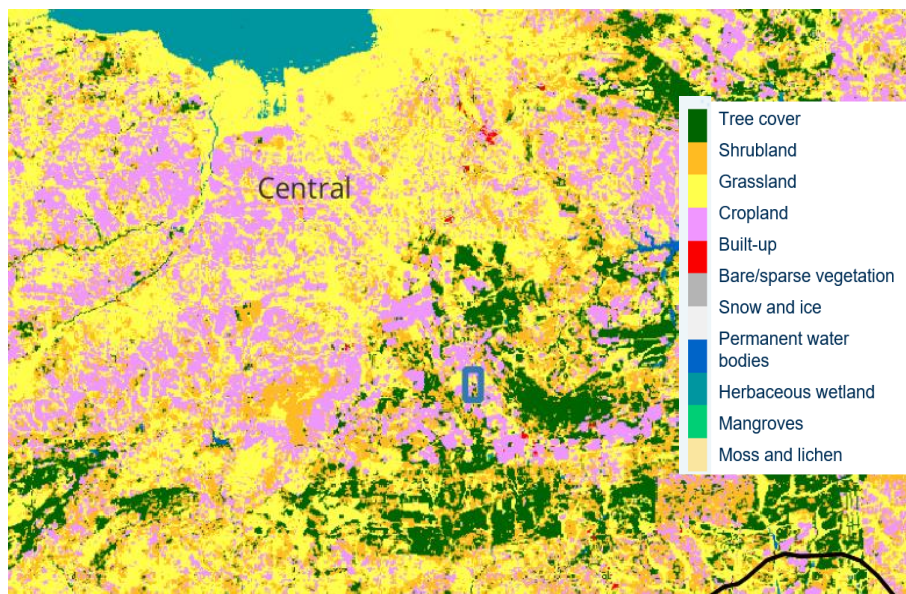 Central
Tree cover
Shrubland
Grassland
Cropland
Built-up
Bare/sparse vegetation
Snow and ice
Permanent water
bodies
Herbaceous wetland
Mangroves
Moss and lichen